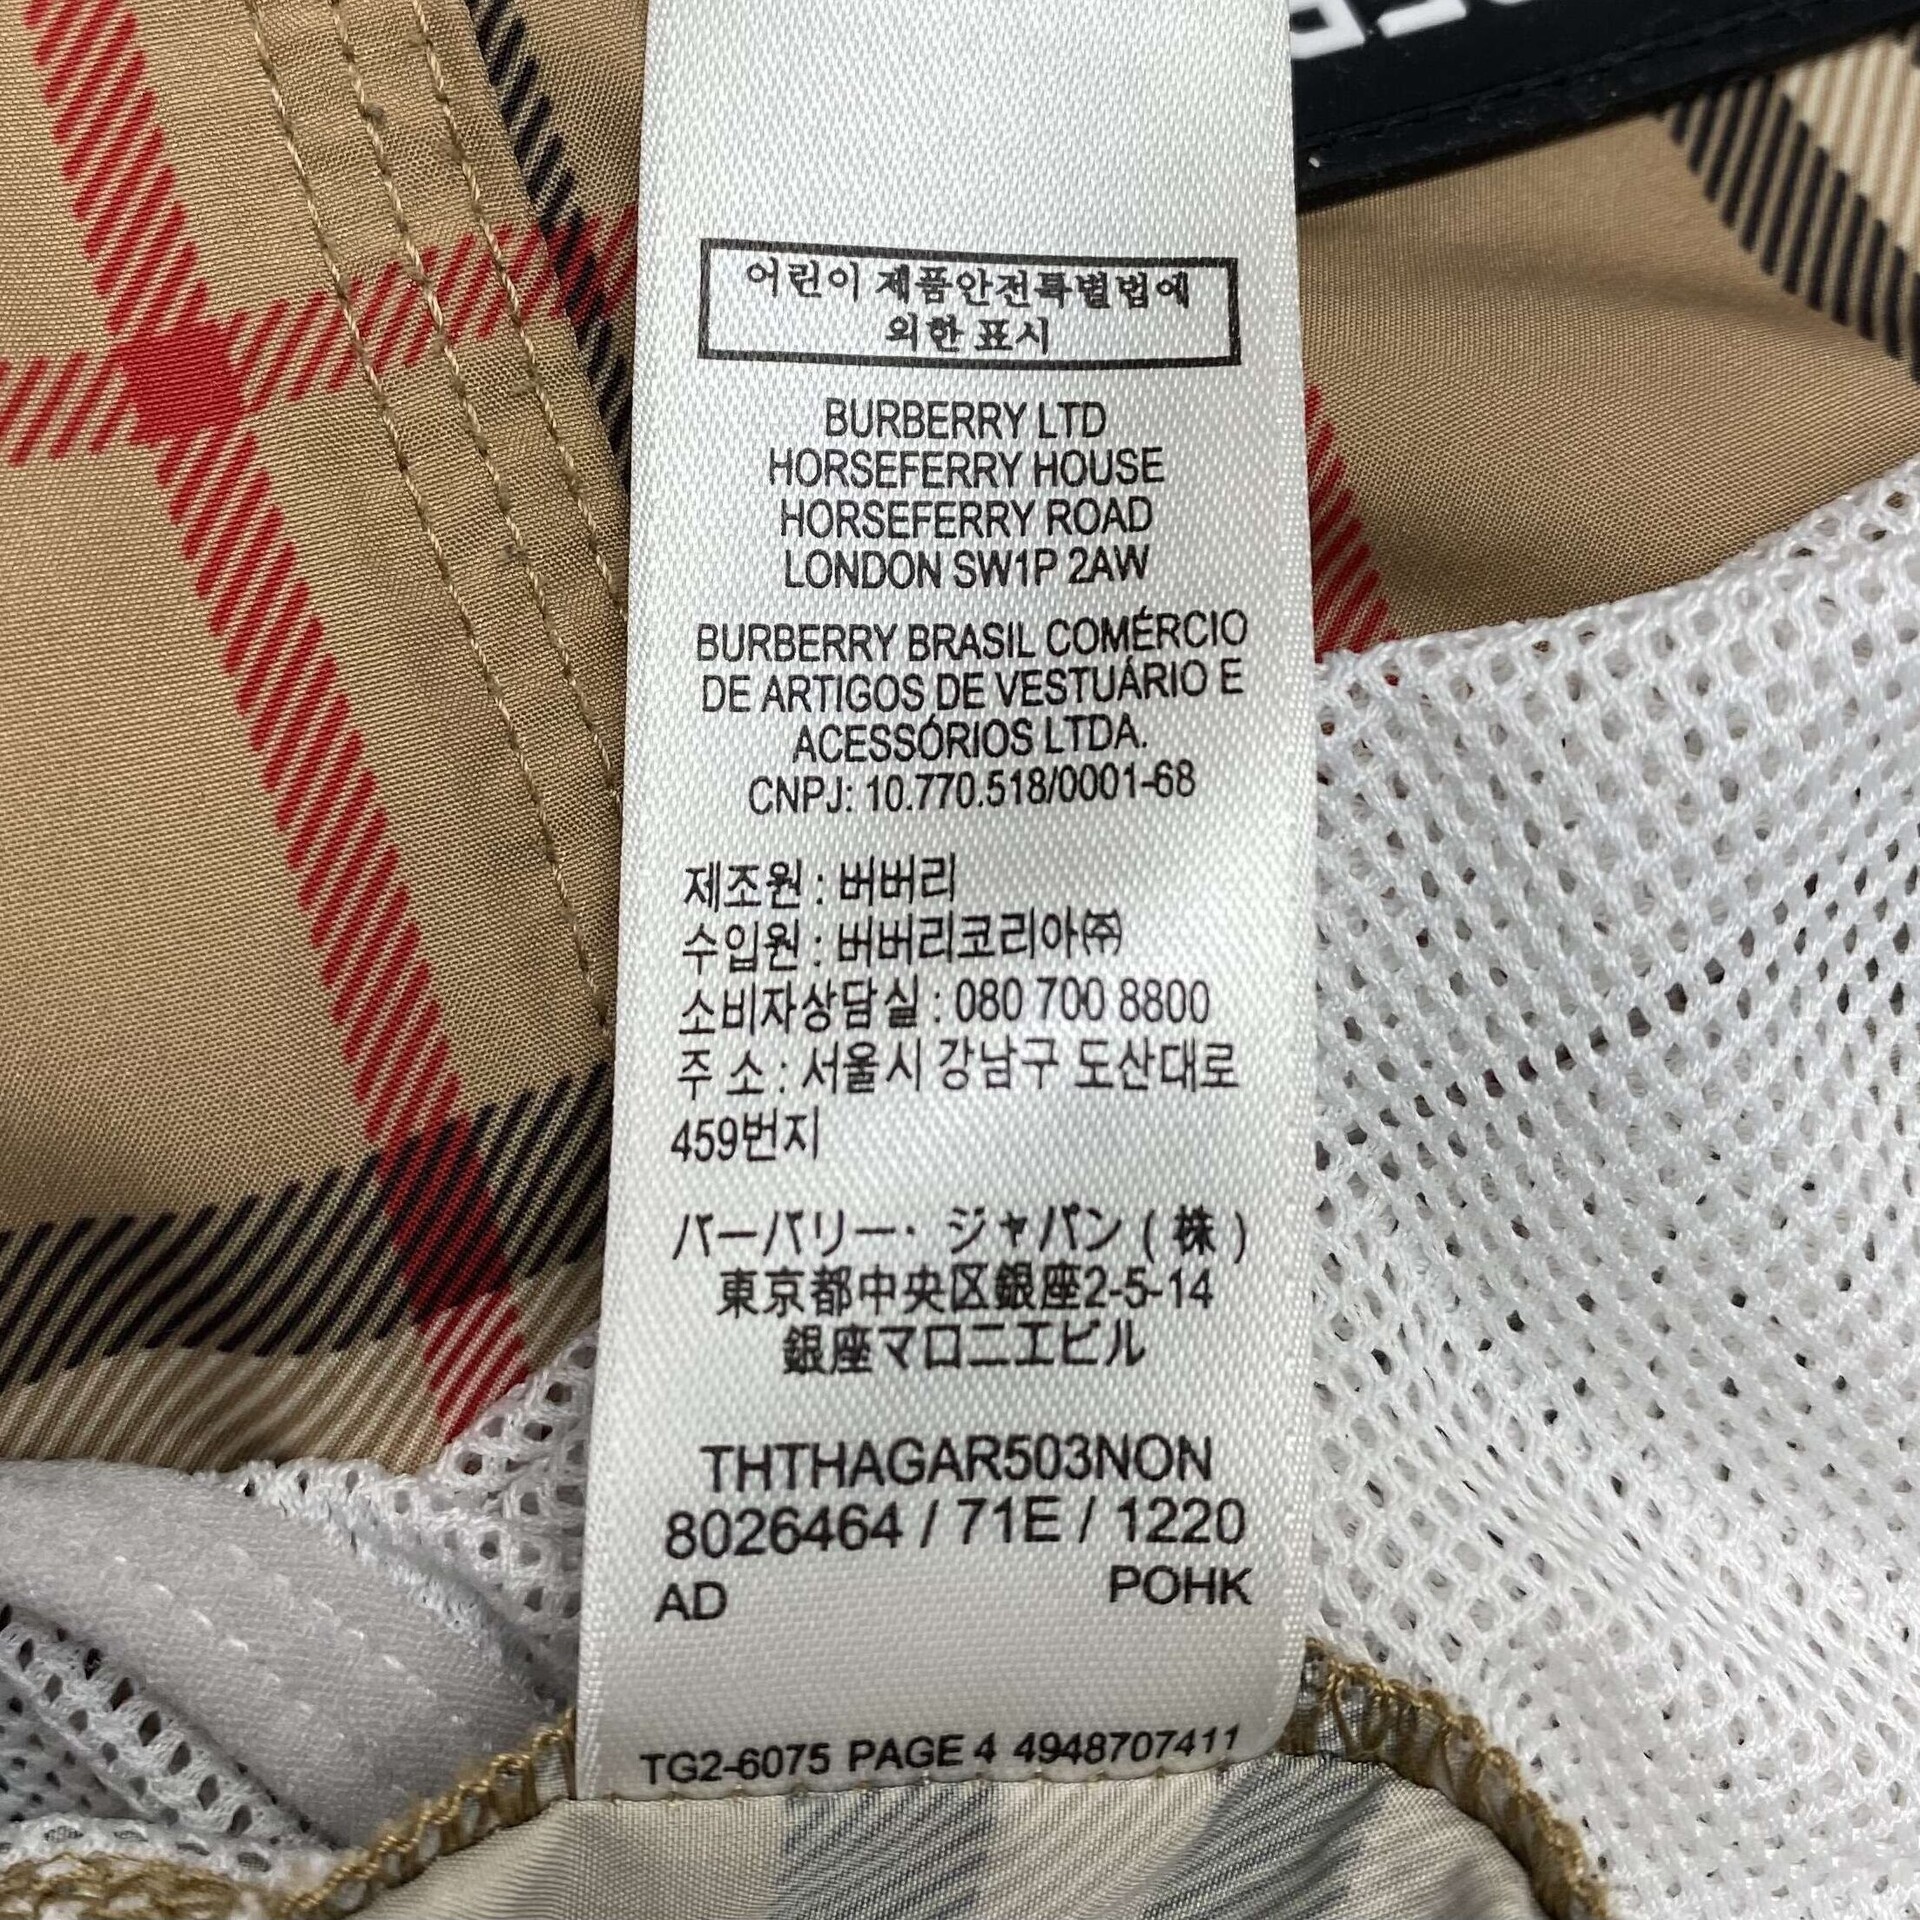 어린이 제품안전특별법에
의한 표시
BURBERRY LTD
HORSEFERRY HOUSE
HORSEFERRY ROAD
LONDON SW1P 2AW
BURBERRY BRASIL COMÉRCIO
DE ARTIGOS DE VESTUÁRIO E
ACESSÓRIOS LTDA.
CNPJ: 10.770.518/0001-68
제조원 : 버버리
수입원 : 버버리코리아㈜
소비자상담실 : 080 700 8800
주 소 : 서울시 강남구 도산대로
459번지
バーバリー・ジャパン ( 株 )
東京都中央区銀座2-5-14
銀座マロニエビル
THTHAGAR503NON
8026464 / 71E / 1220
AD POHK
TG2-6075 PAGE 4 4948707411